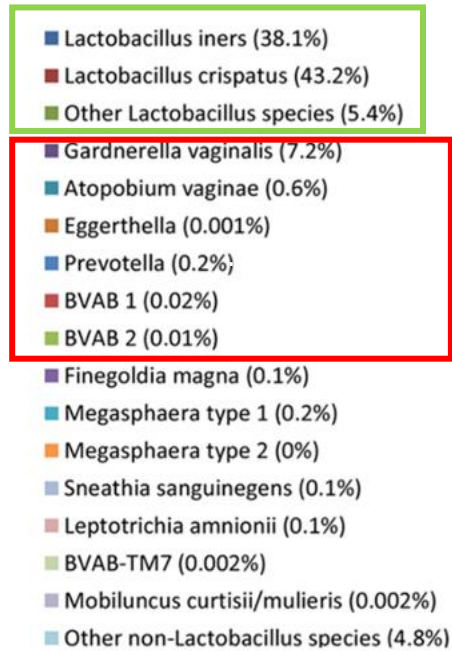 Lactobacillus iners (38.1%)
Lactobacillus crispatus (43.2%)
Other Lactobacillus species (5.4%)
Gardnerella vaginalis (7.2%)
Atopobium vaginae (0.6%)
Eggerthella (0.001%)
Prevotella (0.2%)
BVAB 1 (0.02%)
BVAB 2 (0.01%)
Finegoldia magna (0.1%)
Megasphaera type 1 (0.2%)
Megasphaera type 2 (0%)
Sneathia sanguinegens (0.1%)
Leptotrichia amnionii (0.1%)
BVAB-TM7 (0.002%)
Mobiluncus curtisii/mulieris (0.002%)
Other non-Lactobacillus species (4.8%)